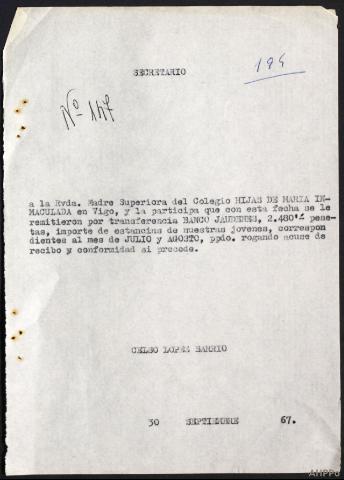 194
SECRETARIO
Nº 147
a la Rvda. Madre Superiora del Colegio HIJAS DE MARIA IN-
MACULADA en Vigo, y la participa que con esta fecha se le
remitieron por transferencia BANCO JAUDENES, 2.480'- pese-
tas, importe de estancias de nuestras jovenes, correspon
dientes al mes de JULIO y AGOSTO, ppdo. rogando acuse de
recibo y conformidad si procede.
CELSO LOPEZ BARRIO
30 SEPTIEMBRE 67.
AHPPo